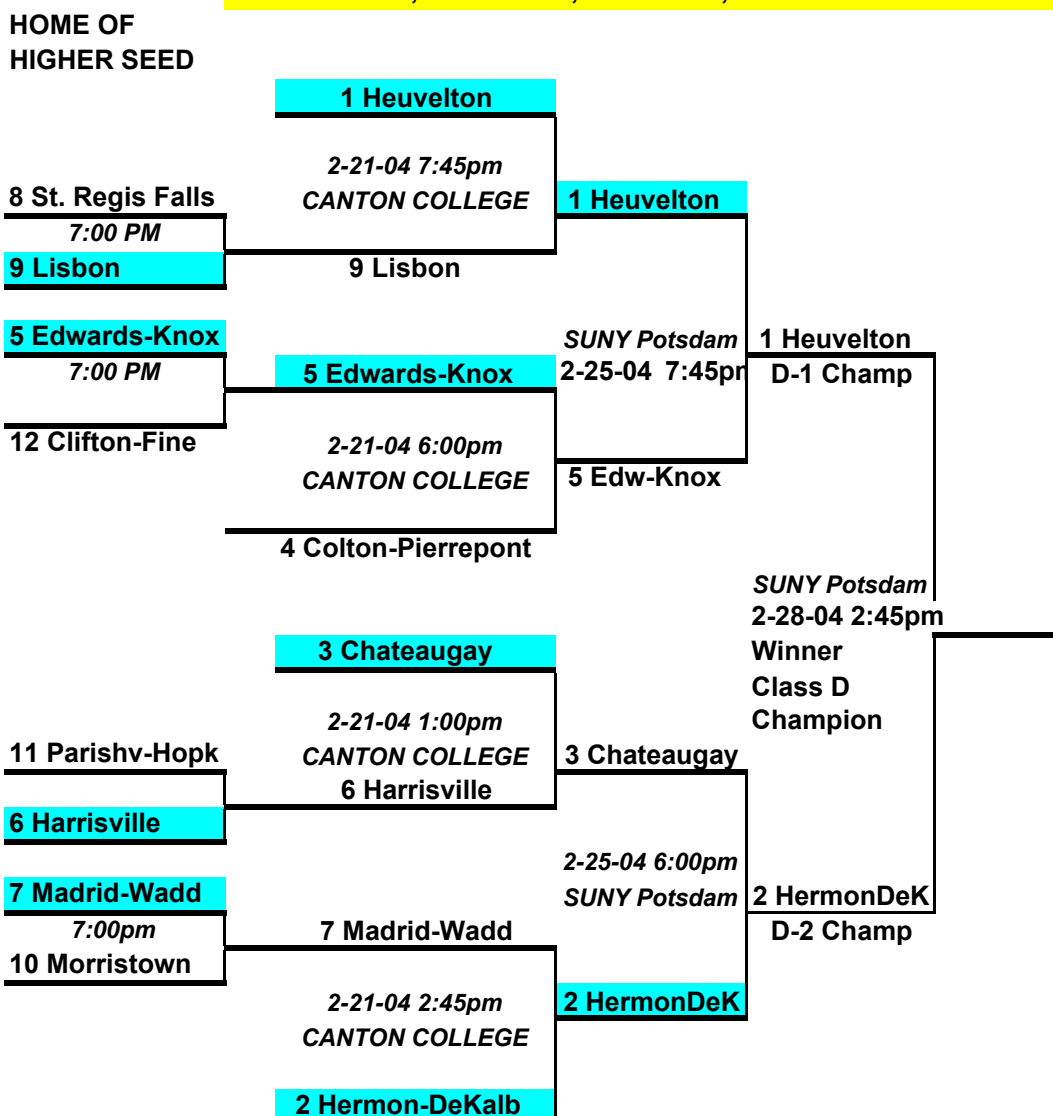 HOME OF
HIGHER SEED
1 Heuvelton
2-21-04 7:45pm
8 St. Regis Falls
CANTON COLLEGE
1 Heuvelton
7:00 PM
9 Lisbon
9 Lisbon
5 Edwards-Knox
SUNY Potsdam
1 Heuvelton
7:00 PM
5 Edwards-Knox
2-25-04 7:45pm
D-1 Champ
12 Clifton-Fine
2-21-04 6:00pm
CANTON COLLEGE
5 Edw-Knox
4 Colton-Pierrepont
SUNY Potsdam
2-28-04 2:45pm
3 Chateaugay
Winner
Class D
2-21-04 1:00pm
Champion
11 Parishv-Hopk
CANTON COLLEGE
3 Chateaugay
6 Harrisville
6 Harrisville
2-25-04 6:00pm
7 Madrid-Wadd
SUNY Potsdam
2 HermonDeK
7:00pm
7 Madrid-Wadd
D-2 Champ
10 Morristown
2-21-04 2:45pm
2 HermonDeK
CANTON COLLEGE
2 Hermon-DeKalb